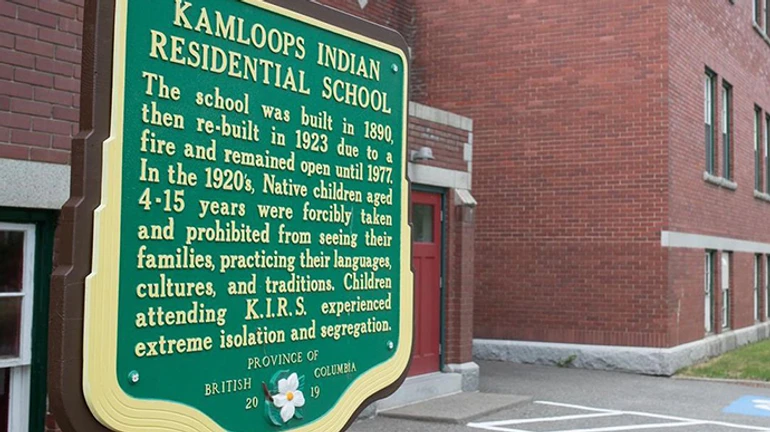 KAMLOOPS INDIAN
RESIDENTIAL SCHOOL
The school was built in 1890,
then re-built in 1923 due to a
fire and remained open until 1977.
In the 1920's, Native children aged
4-15 years were forcibly taken
and prohibited from seeing their
families, practicing their languages,
cultures, and traditions. Children
attending K.I.R.S. experienced
extreme isolation and segregation.
PROVINCE OF
BRITISH COLUMBIA
20 19